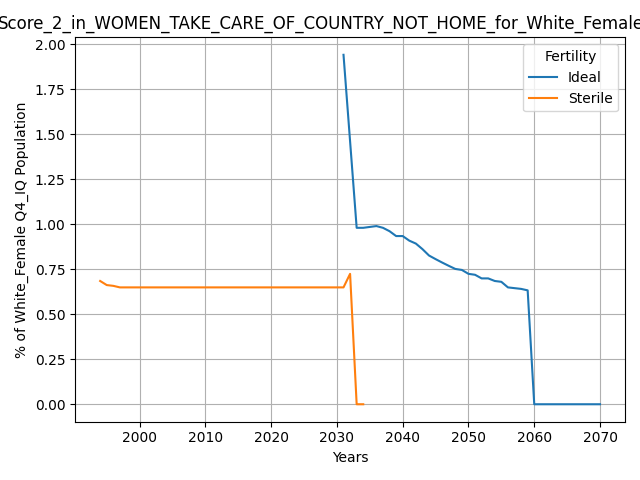 Score_2_in_WOMEN_TAKE_CARE_OF_COUNTRY_NOT_HOME_for_White_Female
Fertility
Ideal
Sterile
% of White_Female Q4_IQ Population
2.00
1.75
1.50
1.25
1.00
0.75
0.50
0.25
0.00
2000 2010 2020 2030 2040 2050 2060 2070
Years